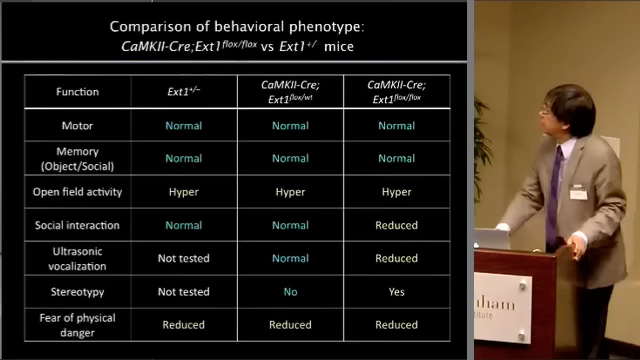 Comparison of behavioral phenotype:
CaMKII-Cre;Ext1flox/flox vs Ext1+/- mice
Function Ext1+/- CaMKII-Cre; Ext1flox/wt CaMKII-Cre; Ext1flox/flox
Motor Normal Normal Normal
Memory (Object/Social) Normal Normal Normal
Open field activity Hyper Hyper Hyper
Social interaction Normal Normal Reduced
Ultrasonic vocalization Not tested Normal Reduced
Stereotypy Not tested No Yes
Fear of physical danger Reduced Reduced Reduced
nham
stitute